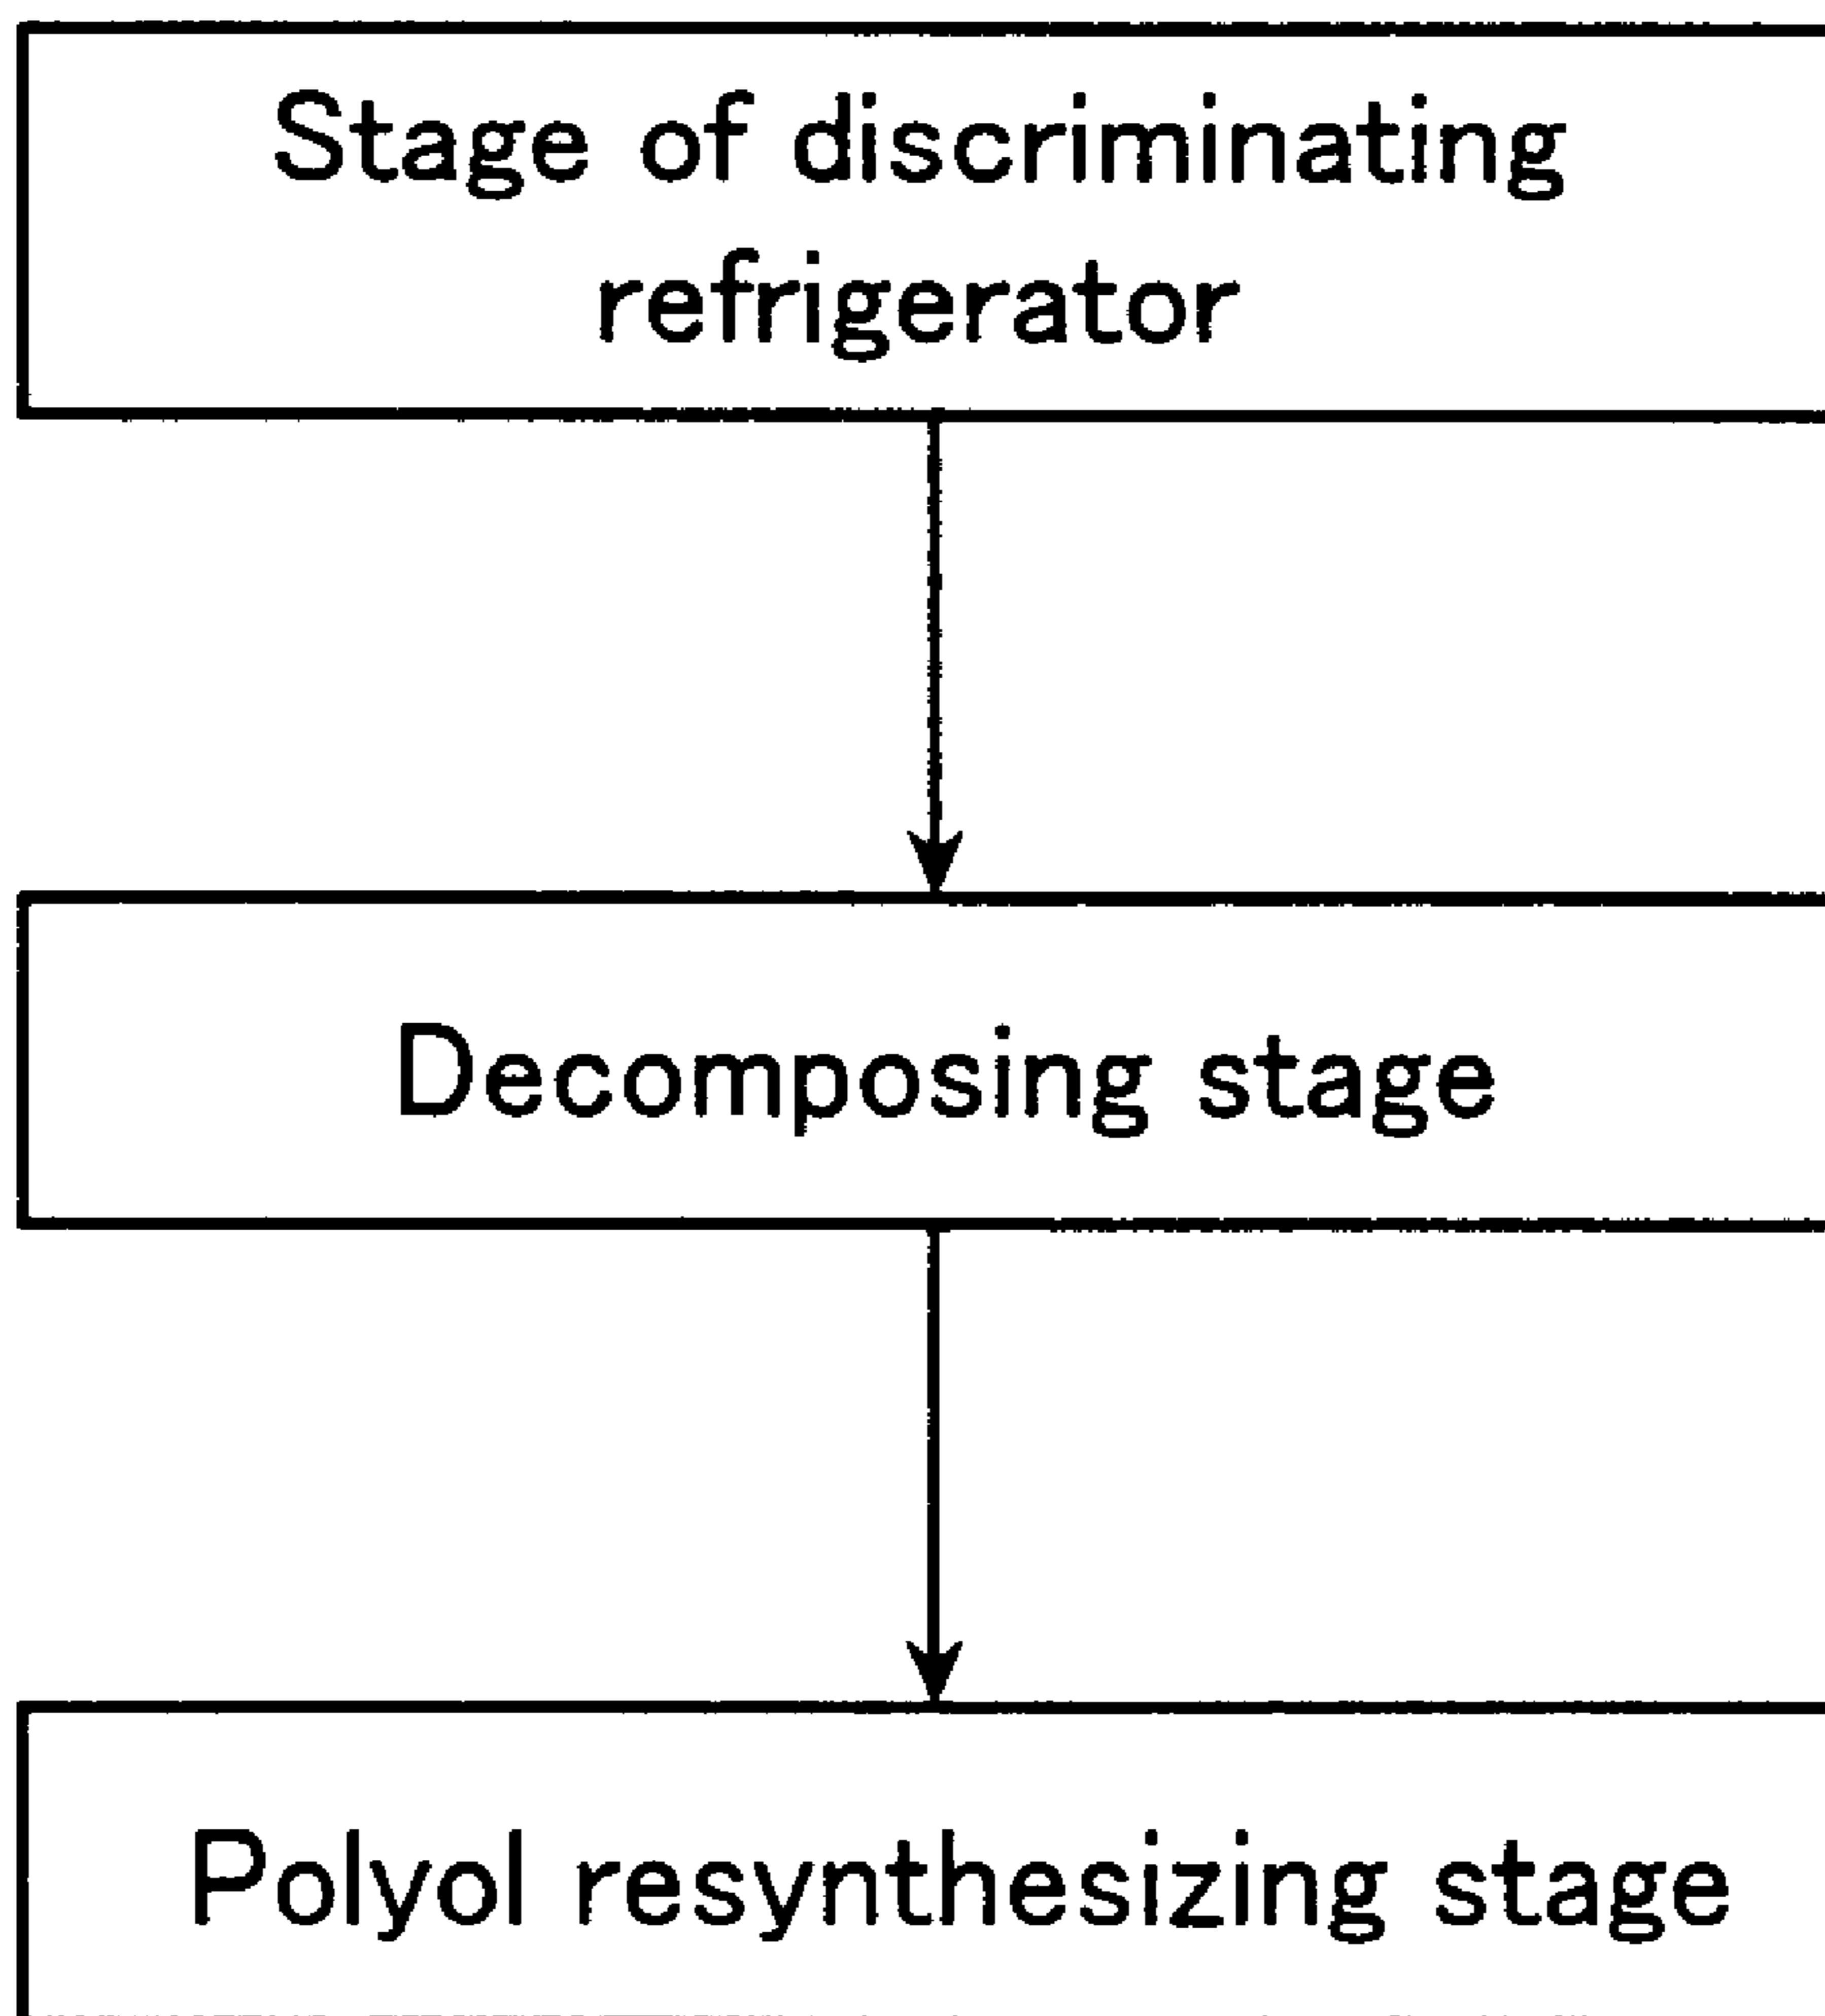 Stage of discriminating
refrigerator
Decomposing stage
Polyol resynthesizing stage